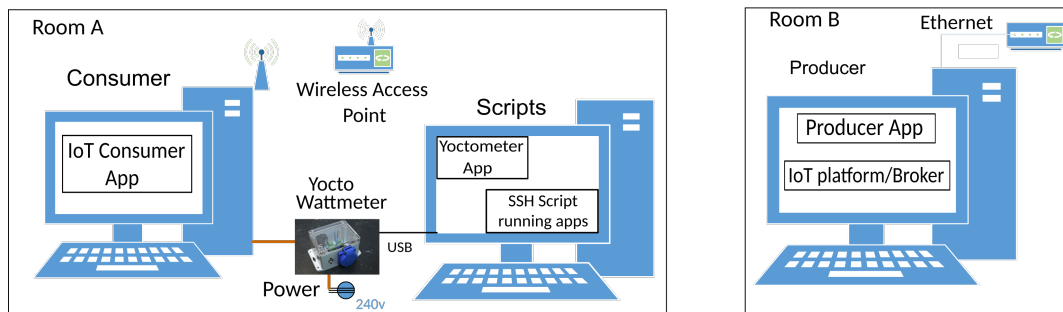 Room A
Consumer
Wireless Access
Point
Scripts
IoT Consumer
App
Yoctometer
App
SSH Script
running apps
Yocto
Wattmeter
USB
Power
240v
Room B
Ethernet
Producer
Producer App
IoT platform/Broker